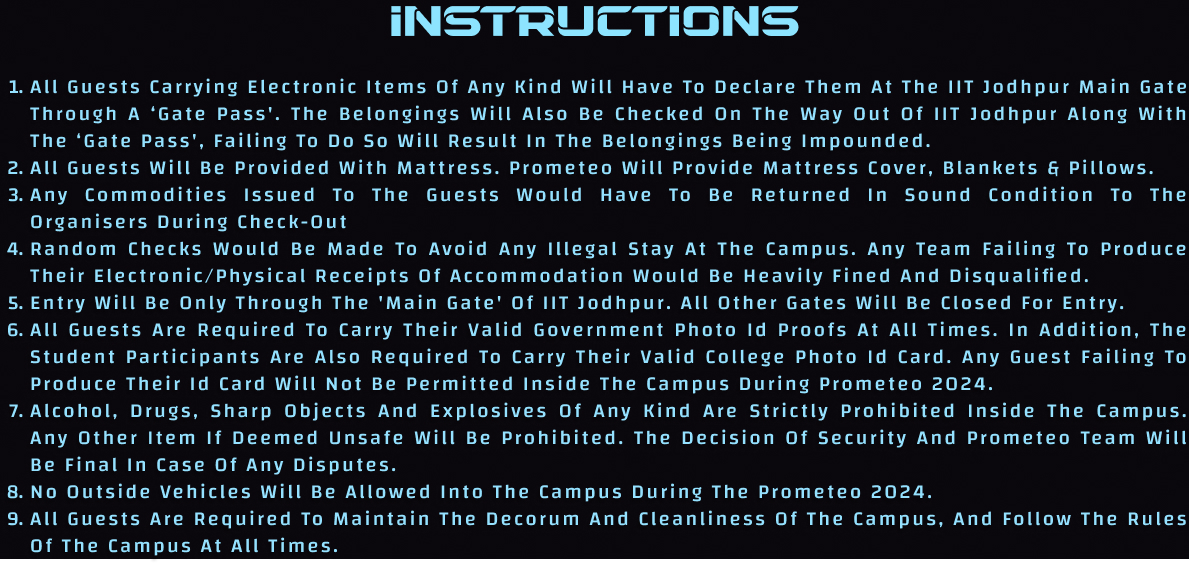 INSTRUCTIONS
1. All Guests Carrying Electronic Items Of Any Kind Will Have To Declare Them At The IIT Jodhpur Main Gate
Through A ‘Gate Pass'. The Belongings Will Also Be Checked On The Way Out Of IIT Jodhpur Along With
The ‘Gate Pass', Failing To Do So Will Result In The Belongings Being Impounded.
2. All Guests Will Be Provided With Mattress. Prometeo Will Provide Mattress Cover, Blankets & Pillows.
3. Any Commodities Issued To The Guests Would Have To Be Returned In Sound Condition To The
Organisers During Check-Out
4. Random Checks Would Be Made To Avoid Any Illegal Stay At The Campus. Any Team Failing To Produce
Their Electronic/Physical Receipts Of Accommodation Would Be Heavily Fined And Disqualified.
5. Entry Will Be Only Through The 'Main Gate' Of IIT Jodhpur. All Other Gates Will Be Closed For Entry.
6. All Guests Are Required To Carry Their Valid Government Photo Id Proofs At All Times. In Addition, The
Student Participants Are Also Required To Carry Their Valid College Photo Id Card. Any Guest Failing To
Produce Their Id Card Will Not Be Permitted Inside The Campus During Prometeo 2024.
7. Alcohol, Drugs, Sharp Objects And Explosives Of Any Kind Are Strictly Prohibited Inside The Campus.
Any Other Item If Deemed Unsafe Will Be Prohibited. The Decision Of Security And Prometeo Team Will
Be Final In Case Of Any Disputes.
8. No Outside Vehicles Will Be Allowed Into The Campus During The Prometeo 2024.
9. All Guests Are Required To Maintain The Decorum And Cleanliness Of The Campus, And Follow The Rules
Of The Campus At All Times.